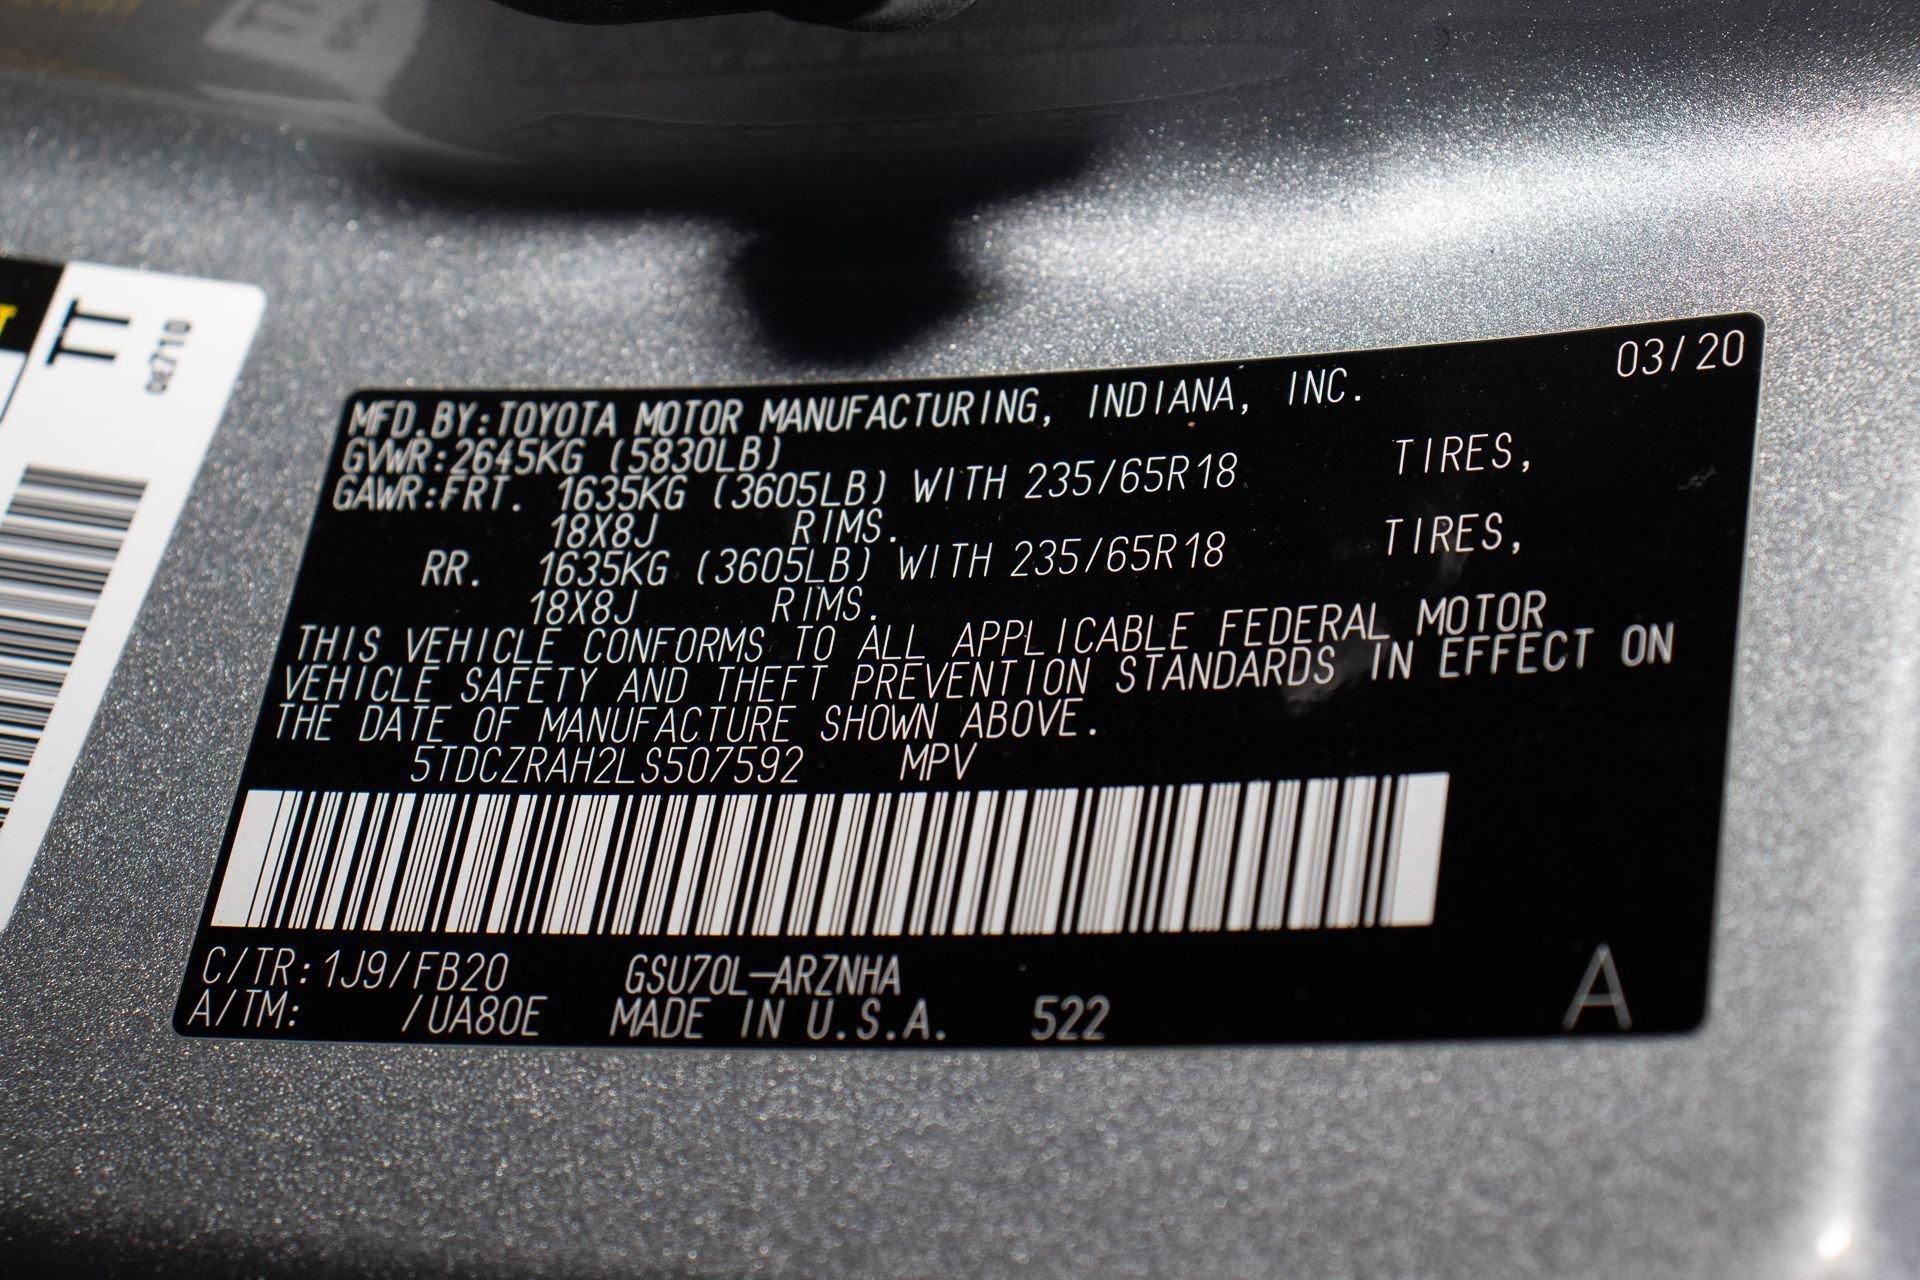 TT
03/20
MFD.BY:TOYOTA MOTOR MANUFACTURING, INDIANA, INC.
GVWR:2645KG (5830LB)
GAWR:FRT. 1635KG (3605LB) WITH 235/65R18 TIRES,
18X8J RIMS.
RR. 1635KG (3605LB) WITH 235/65R18 TIRES,
18X8J RIMS.
THIS VEHICLE CONFORMS TO ALL APPLICABLE FEDERAL MOTOR
VEHICLE SAFETY AND THEFT PREVENTION STANDARDS IN EFFECT ON
THE DATE OF MANUFACTURE SHOWN ABOVE.
5TDCZRAH2LS507592 MPV
C/TR:1J9/FB20 GSU70L-ARZNHA
A/TM: /UA80E MADE IN U.S.A. 522
A